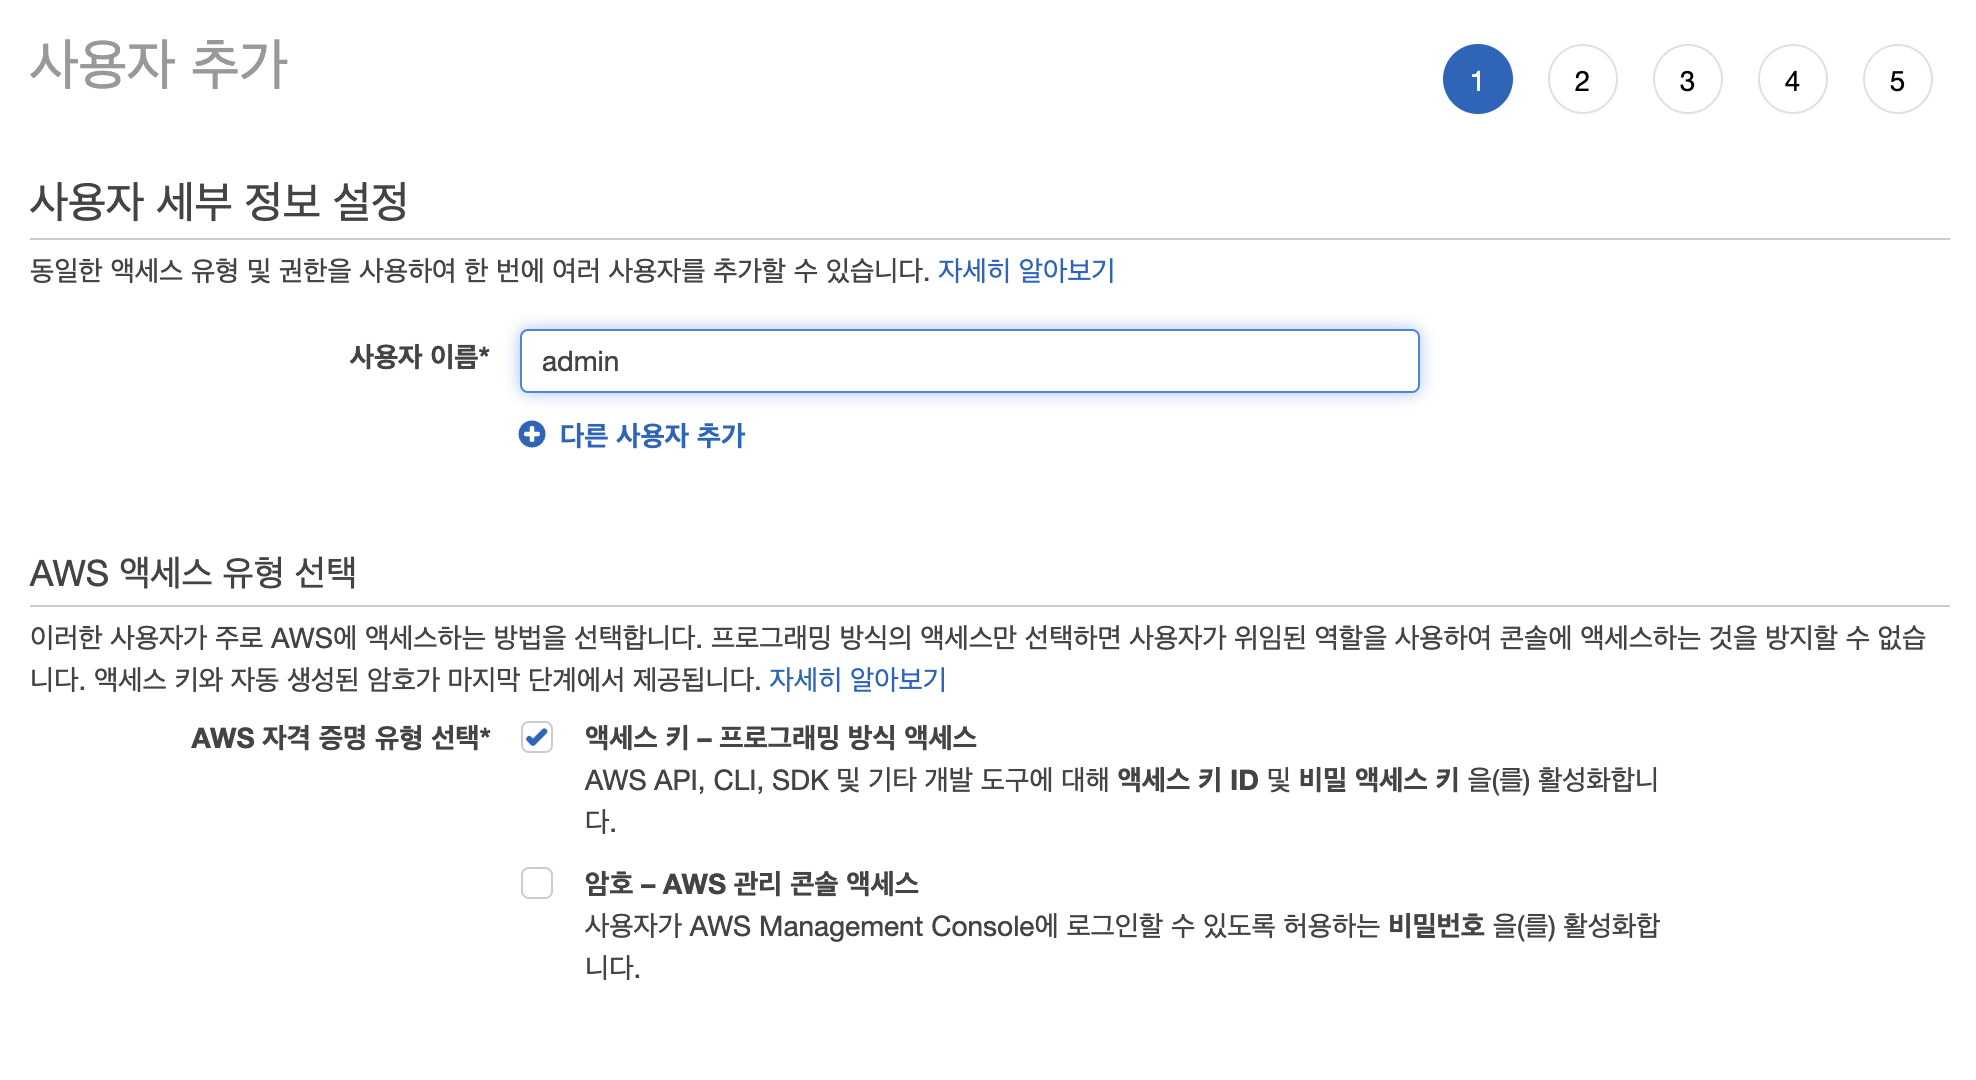 사용자 추가
1 2 3 4 5
사용자 세부 정보 설정
동일한 액세스 유형 및 권한을 사용하여 한 번에 여러 사용자를 추가할 수 있습니다. 자세히 알아보기
사용자 이름* admin
다른 사용자 추가
AWS 액세스 유형 선택
이러한 사용자가 주로 AWS에 액세스하는 방법을 선택합니다. 프로그래밍 방식의 액세스만 선택하면 사용자가 위임된 역할을 사용하여 콘솔에 액세스하는 것을 방지할 수 없습
니다. 액세스 키와 자동 생성된 암호가 마지막 단계에서 제공됩니다. 자세히 알아보기
AWS 자격 증명 유형 선택* 액세스 키 – 프로그래밍 방식 액세스
AWS API, CLI, SDK 및 기타 개발 도구에 대해 액세스 키 ID 및 비밀 액세스 키 을(를) 활성화합니
다.
암호 – AWS 관리 콘솔 액세스
사용자가 AWS Management Console에 로그인할 수 있도록 허용하는 비밀번호 을(를) 활성화합
니다.